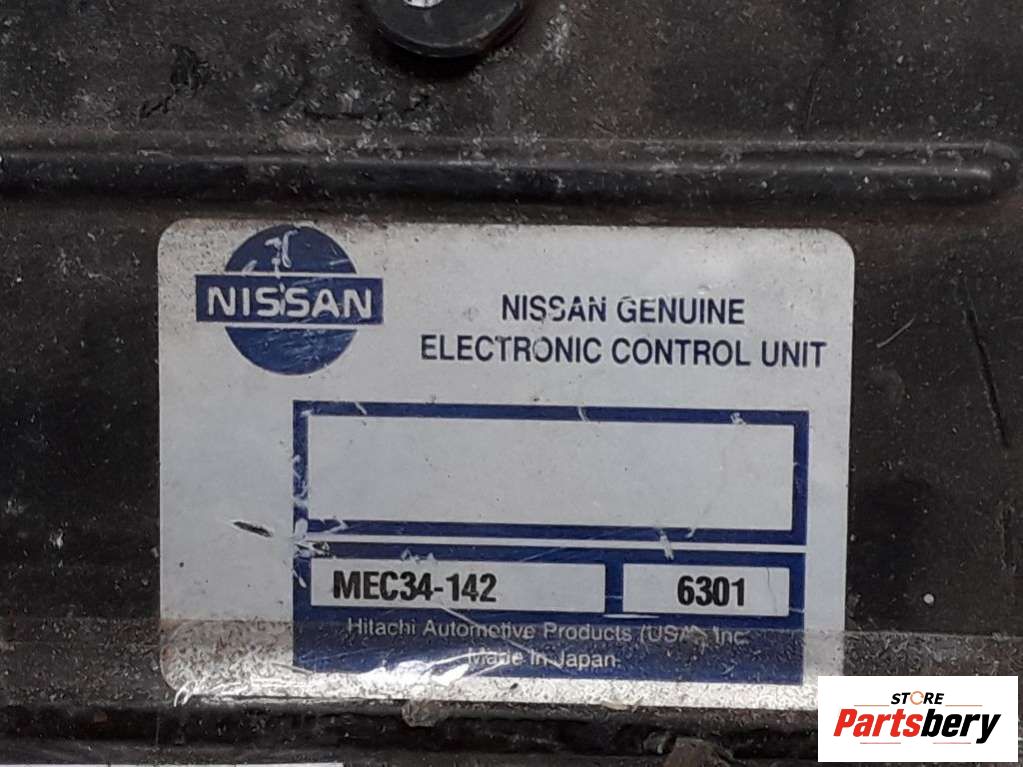 NISSAN
NISSAN GENUINE
ELECTRONIC CONTROL UNIT
MEC34-142
6301
Hitachi Automotive Products (USA), Inc.
Made in Japan.
STORE
Partsbery